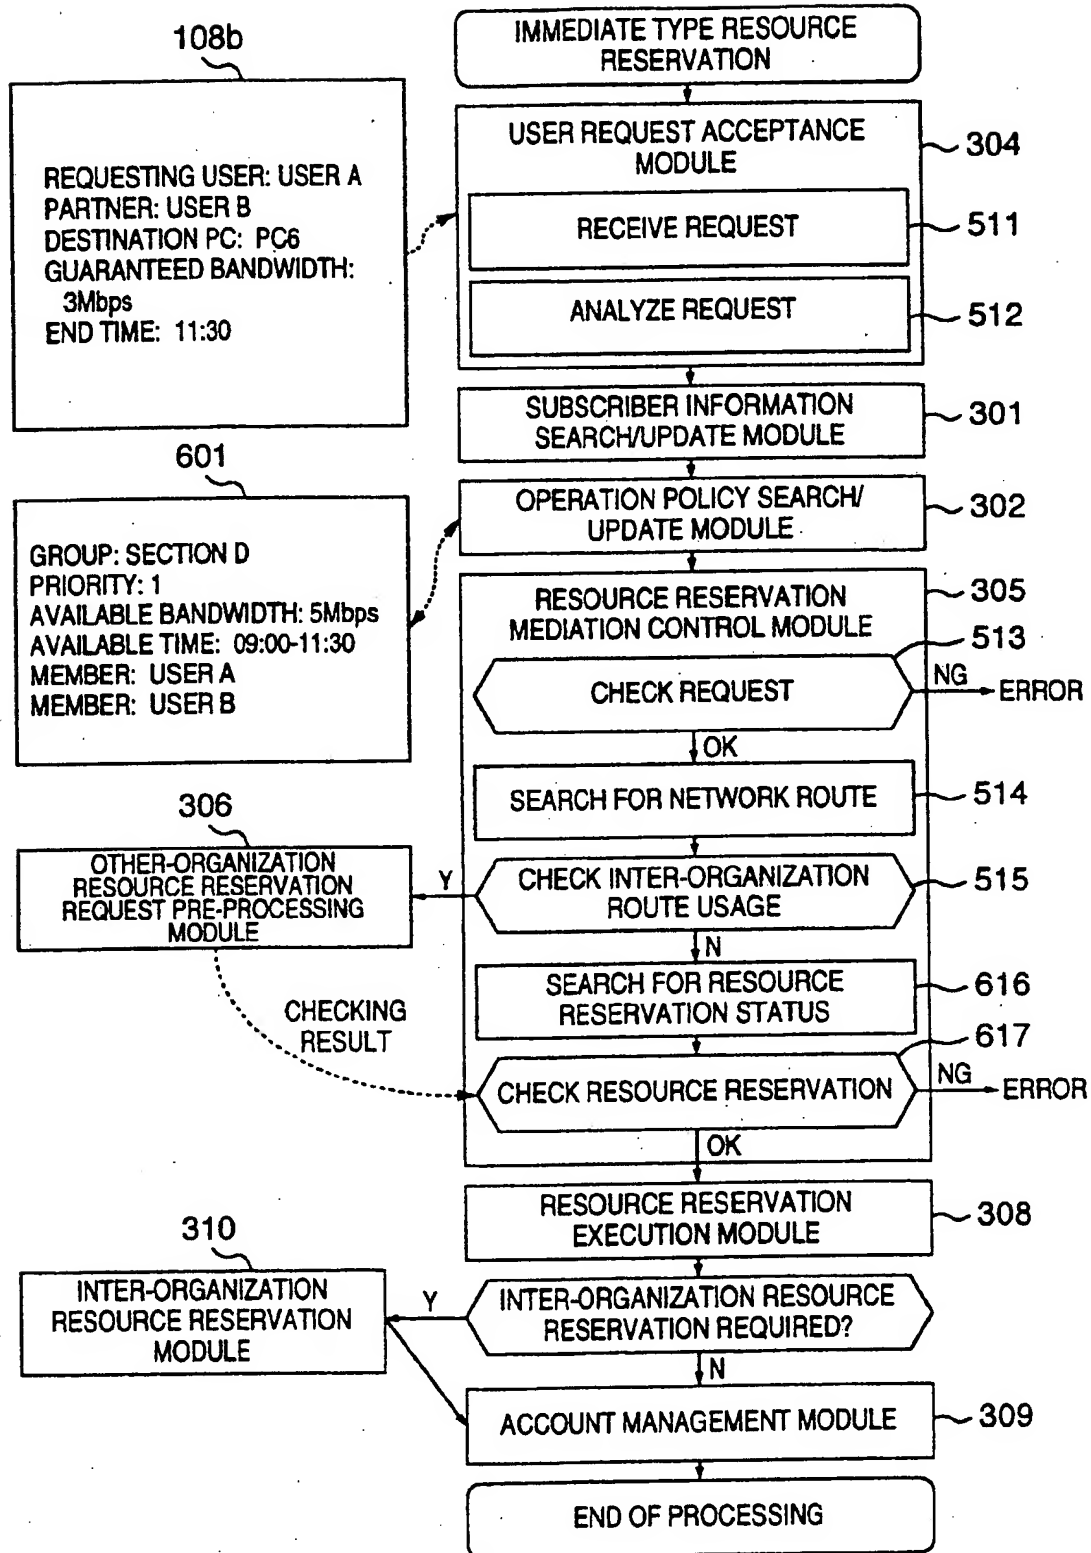 IMMEDIATE TYPE RESOURCE
RESERVATION
108b
REQUESTING USER: USER A
PARTNER: USER B
DESTINATION PC: PC6
GUARANTEED BANDWIDTH:
3Mbps
END TIME: 11:30
USER REQUEST ACCEPTANCE
MODULE
304
RECEIVE REQUEST
511
ANALYZE REQUEST
512
SUBSCRIBER INFORMATION
SEARCH/UPDATE MODULE
301
601
GROUP: SECTION D
PRIORITY: 1
AVAILABLE BANDWIDTH: 5Mbps
AVAILABLE TIME: 09:00-11:30
MEMBER: USER A
MEMBER: USER B
OPERATION POLICY SEARCH/
UPDATE MODULE
302
RESOURCE RESERVATION
MEDIATION CONTROL MODULE
305
513
CHECK REQUEST
NG
ERROR
OK
SEARCH FOR NETWORK ROUTE
514
306
OTHER-ORGANIZATION
RESOURCE RESERVATION
REQUEST PRE-PROCESSING
MODULE
Y
CHECK INTER-ORGANIZATION
ROUTE USAGE
515
N
CHECKING
RESULT
SEARCH FOR RESOURCE
RESERVATION STATUS
616
617
CHECK RESOURCE RESERVATION
NG
ERROR
OK
RESOURCE RESERVATION
EXECUTION MODULE
308
310
INTER-ORGANIZATION
RESOURCE RESERVATION
MODULE
Y
INTER-ORGANIZATION RESOURCE
RESERVATION REQUIRED?
N
ACCOUNT MANAGEMENT MODULE
309
END OF PROCESSING